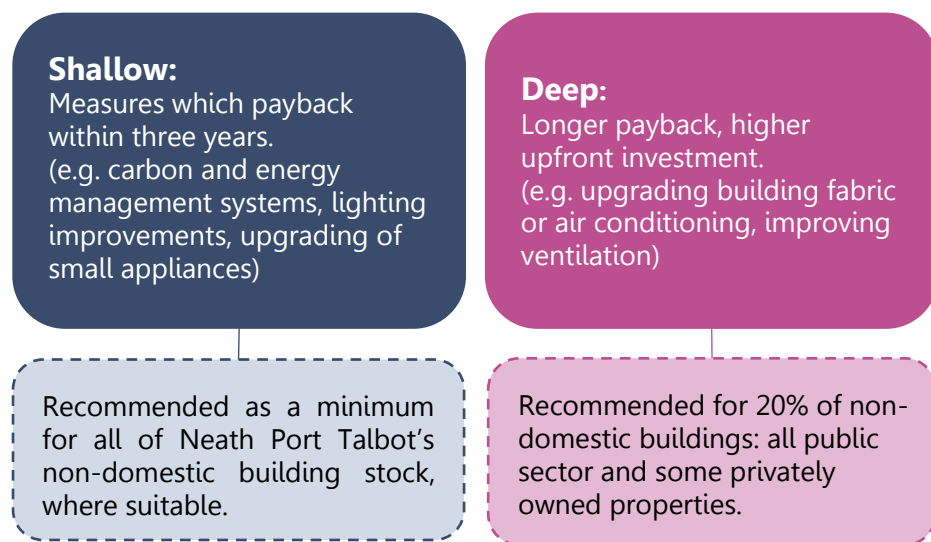 Shallow:
Measures which payback
within three years.
(e.g. carbon and energy
management systems, lighting
improvements, upgrading of
small appliances)
Recommended as a minimum
for all of Neath Port Talbot’s
non-domestic building stock,
where suitable.
Deep:
Longer payback, higher
upfront investment.
(e.g. upgrading building fabric
or air conditioning, improving
ventilation)
Recommended for 20% of non-
domestic buildings: all public
sector and some privately
owned properties.